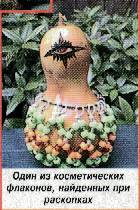 Один из косметических
флаконов, найденных при
раскопках